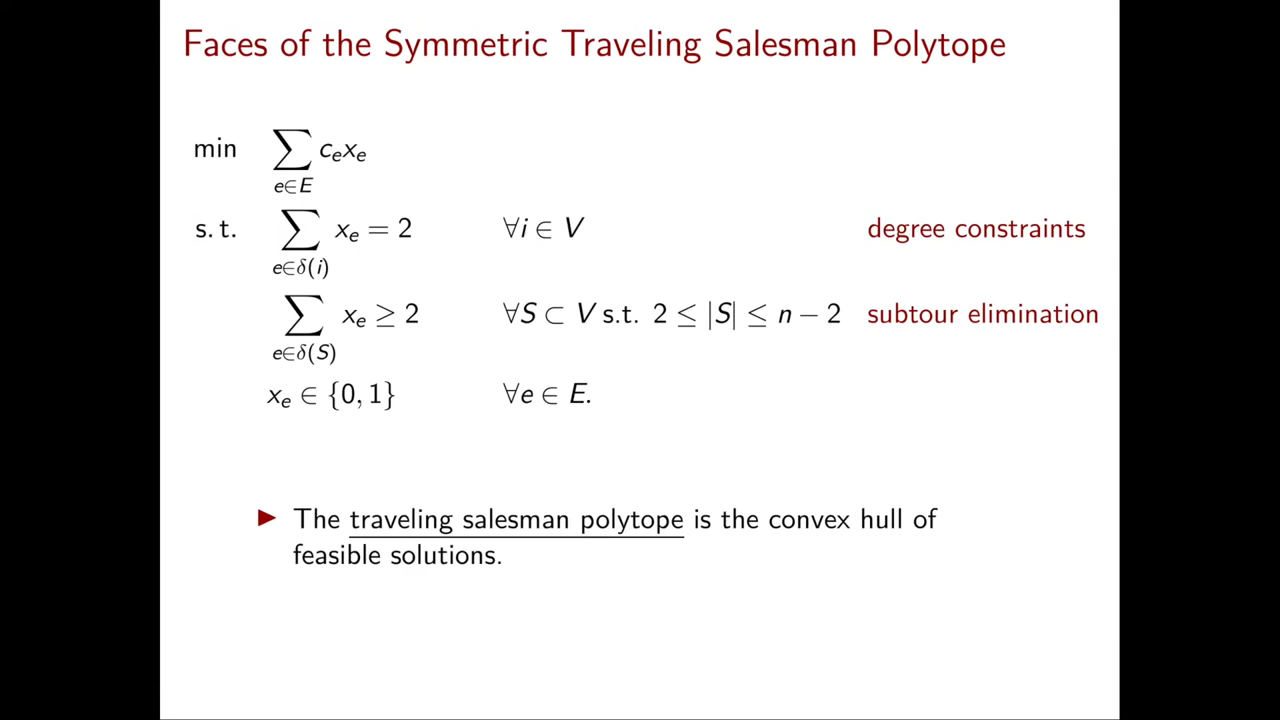 Faces of the Symmetric Traveling Salesman Polytope
min ∑_{e∈E} c_e x_e
s. t. ∑_{e∈δ(i)} x_e = 2 ∀i ∈ V degree constraints
∑_{e∈δ(S)} x_e ≥ 2 ∀S ⊂ V s.t. 2 ≤ |S| ≤ n − 2 subtour elimination
x_e ∈ {0, 1} ∀e ∈ E.
▶ The traveling salesman polytope is the convex hull of
feasible solutions.